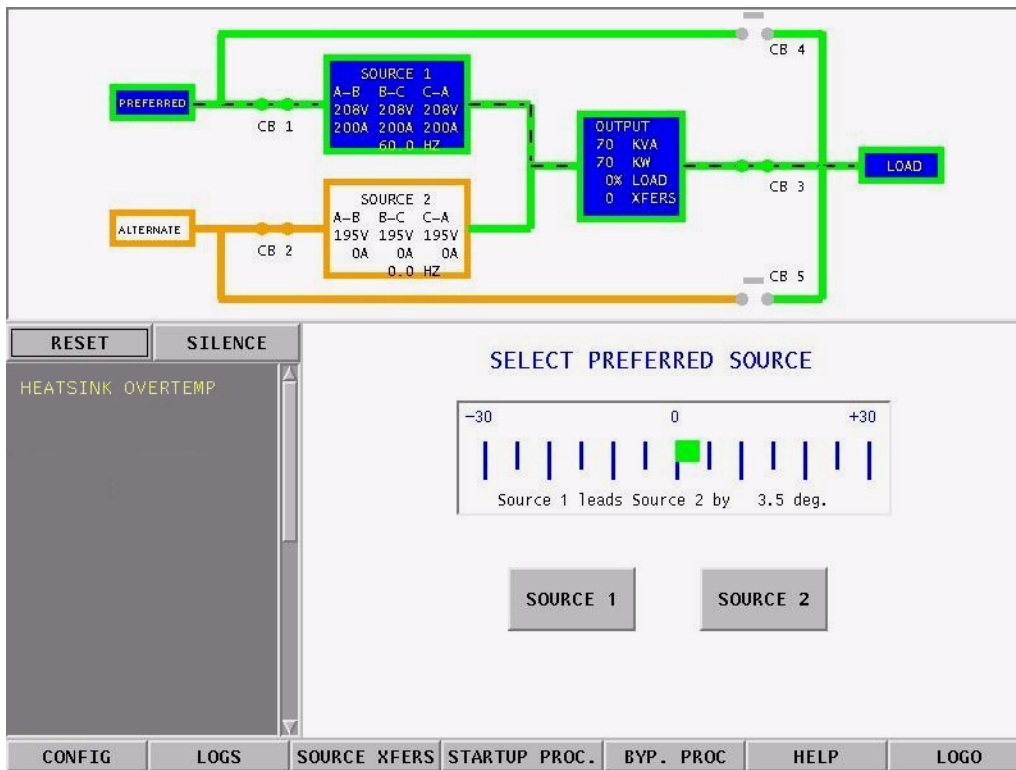 CB 4
PREFERRED
CB 1
SOURCE 1
A-B B-C C-A
208V 208V 208V
200A 200A 200A
60.0 HZ
OUTPUT
70 KVA
70 KW
0% LOAD
0 XFERS
CB 3
LOAD
ALTERNATE
CB 2
SOURCE 2
A-B B-C C-A
195V 195V 195V
0A 0A 0A
0.0 HZ
CB 5
RESET
SILENCE
HEATSINK OVERTEMP
SELECT PREFERRED SOURCE
-30 0 +30
Source 1 leads Source 2 by 3.5 deg.
SOURCE 1
SOURCE 2
CONFIG
LOGS
SOURCE XFERS
STARTUP PROC.
BYP. PROC
HELP
LOGO